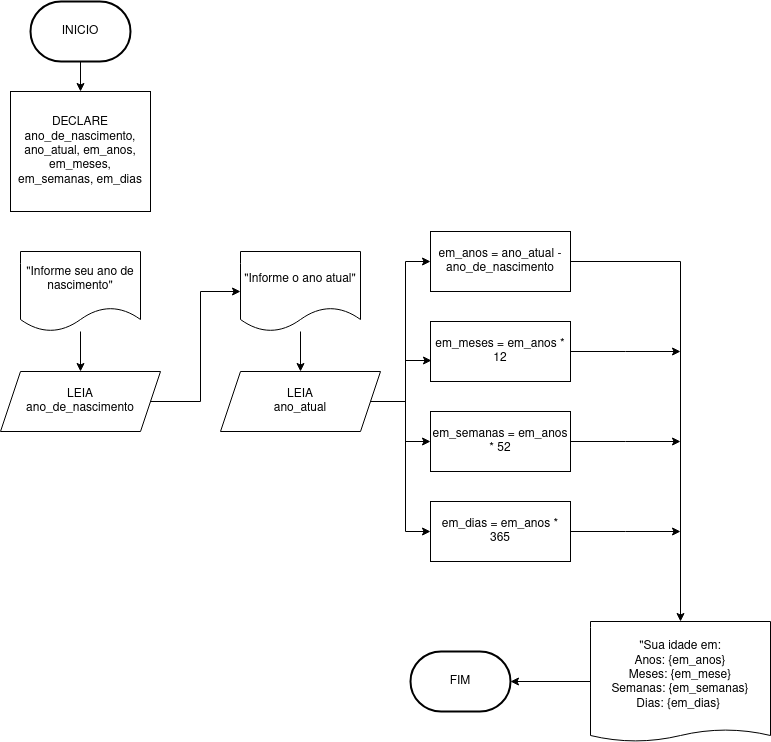 INICIO
DECLARE
ano_de_nascimento,
ano_atual, em_anos,
em_meses,
em_semanas, em_dias
"Informe seu ano de
nascimento"
LEIA
ano_de_nascimento
"Informe o ano atual"
LEIA
ano_atual
em_anos = ano_atual -
ano_de_nascimento
em_meses = em_anos *
12
em_semanas = em_anos
* 52
em_dias = em_anos *
365
"Sua idade em:
Anos: {em_anos}
Meses: {em_mese}
Semanas: {em_semanas}
Dias: {em_dias}
FIM